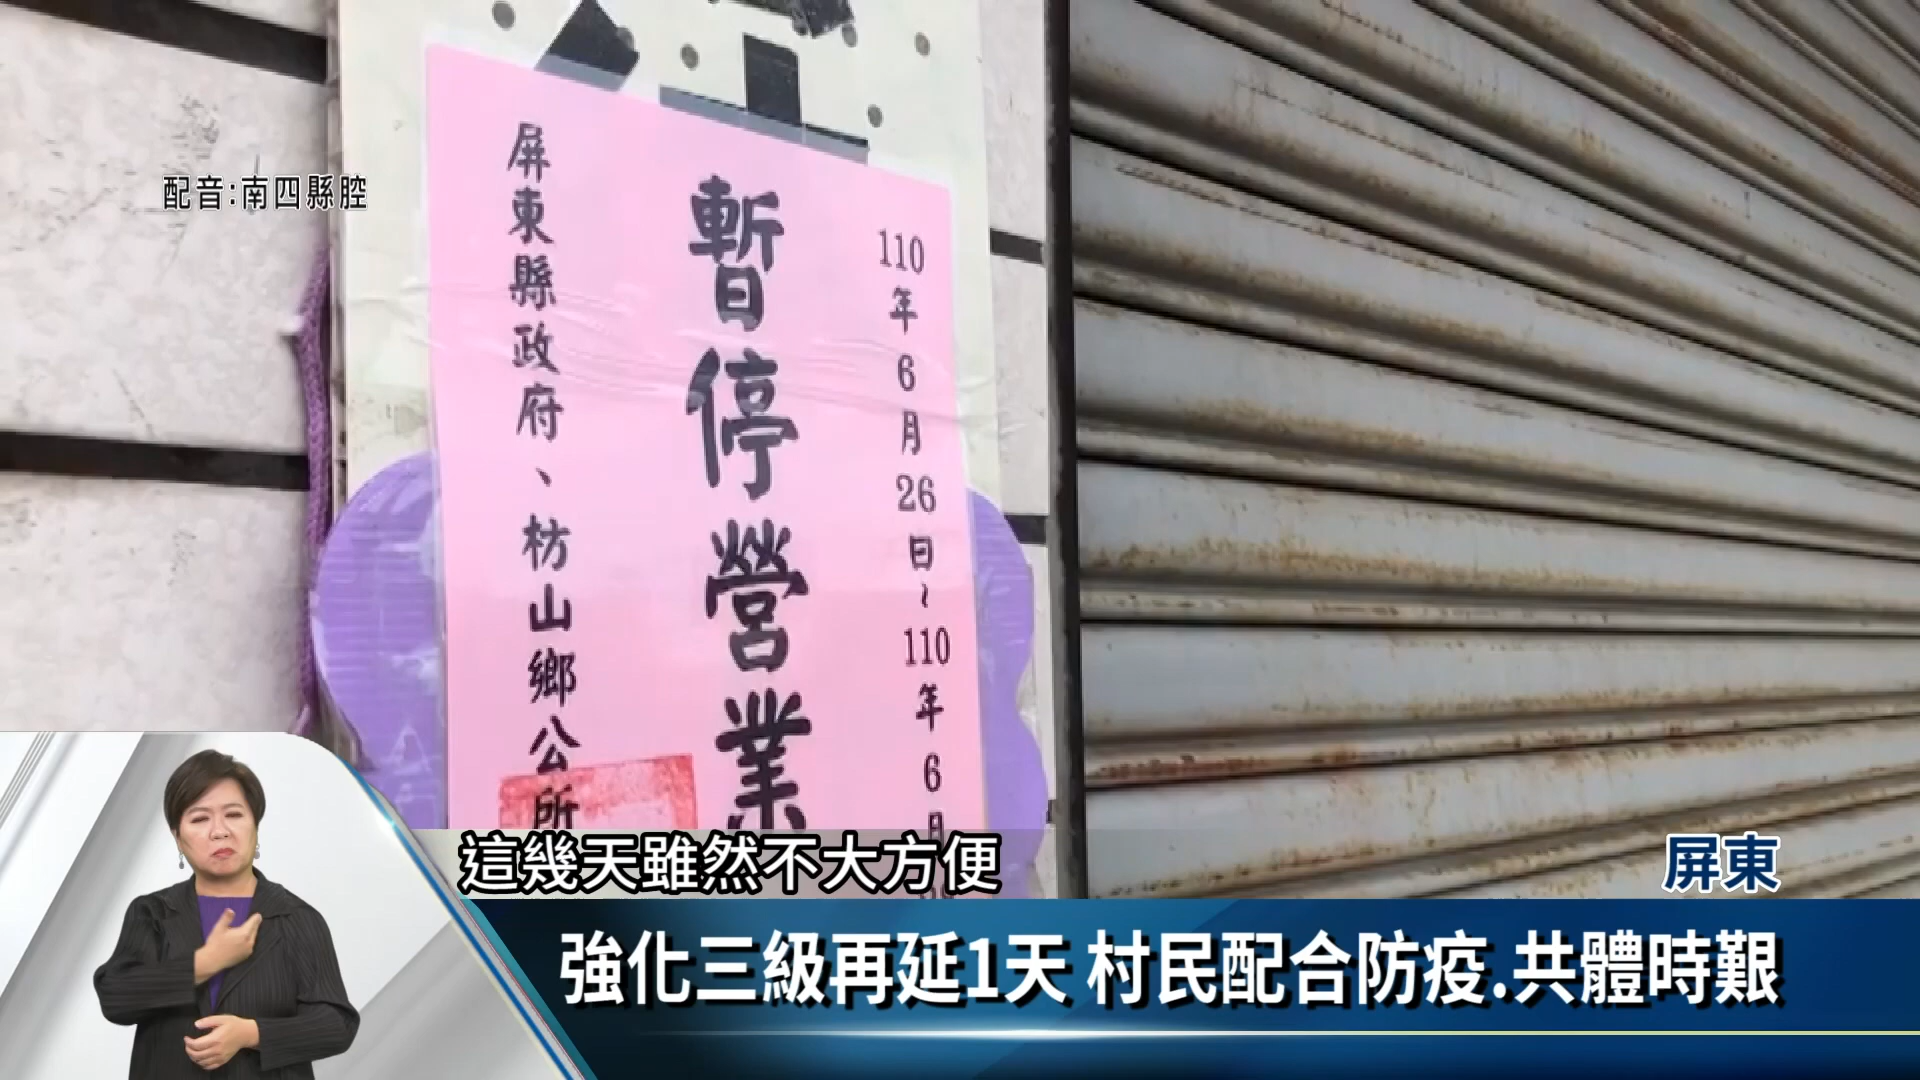 配音:南四縣腔
110年6月26日~110年6月
暫停營業
屏東縣政府、枋山鄉公所
這幾天雖然不大方便
屏東
強化三級再延1天 村民配合防疫.共體時艱